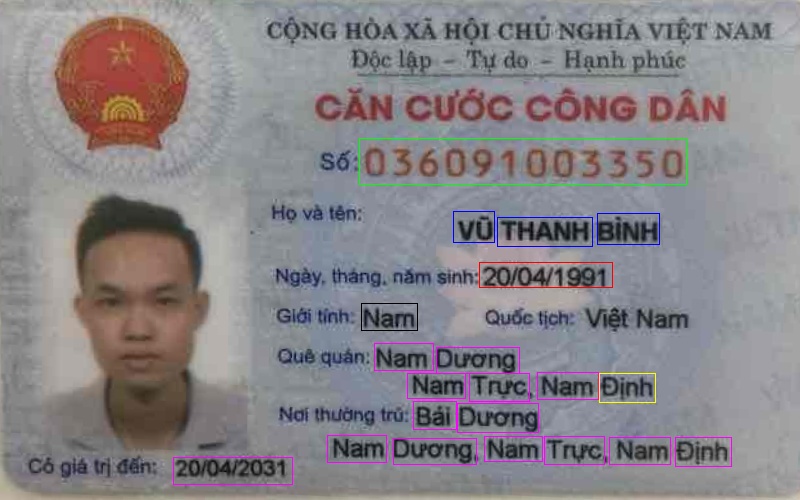 CỘNG HÒA XÃ HỘI CHỦ NGHĨA VIỆT NAM
Độc lập - Tự do - Hạnh phúc
CĂN CƯỚC CÔNG DÂN
Số: 036091003350
Họ và tên:
VŨ THANH BÌNH
Ngày, tháng, năm sinh: 20/04/1991
Giới tính: Nam Quốc tịch: Việt Nam
Quê quán: Nam Dương
Nam Trực, Nam Định
Nơi thường trú: Bái Dương
Nam Dương, Nam Trực, Nam Định
Có giá trị đến: 20/04/2031